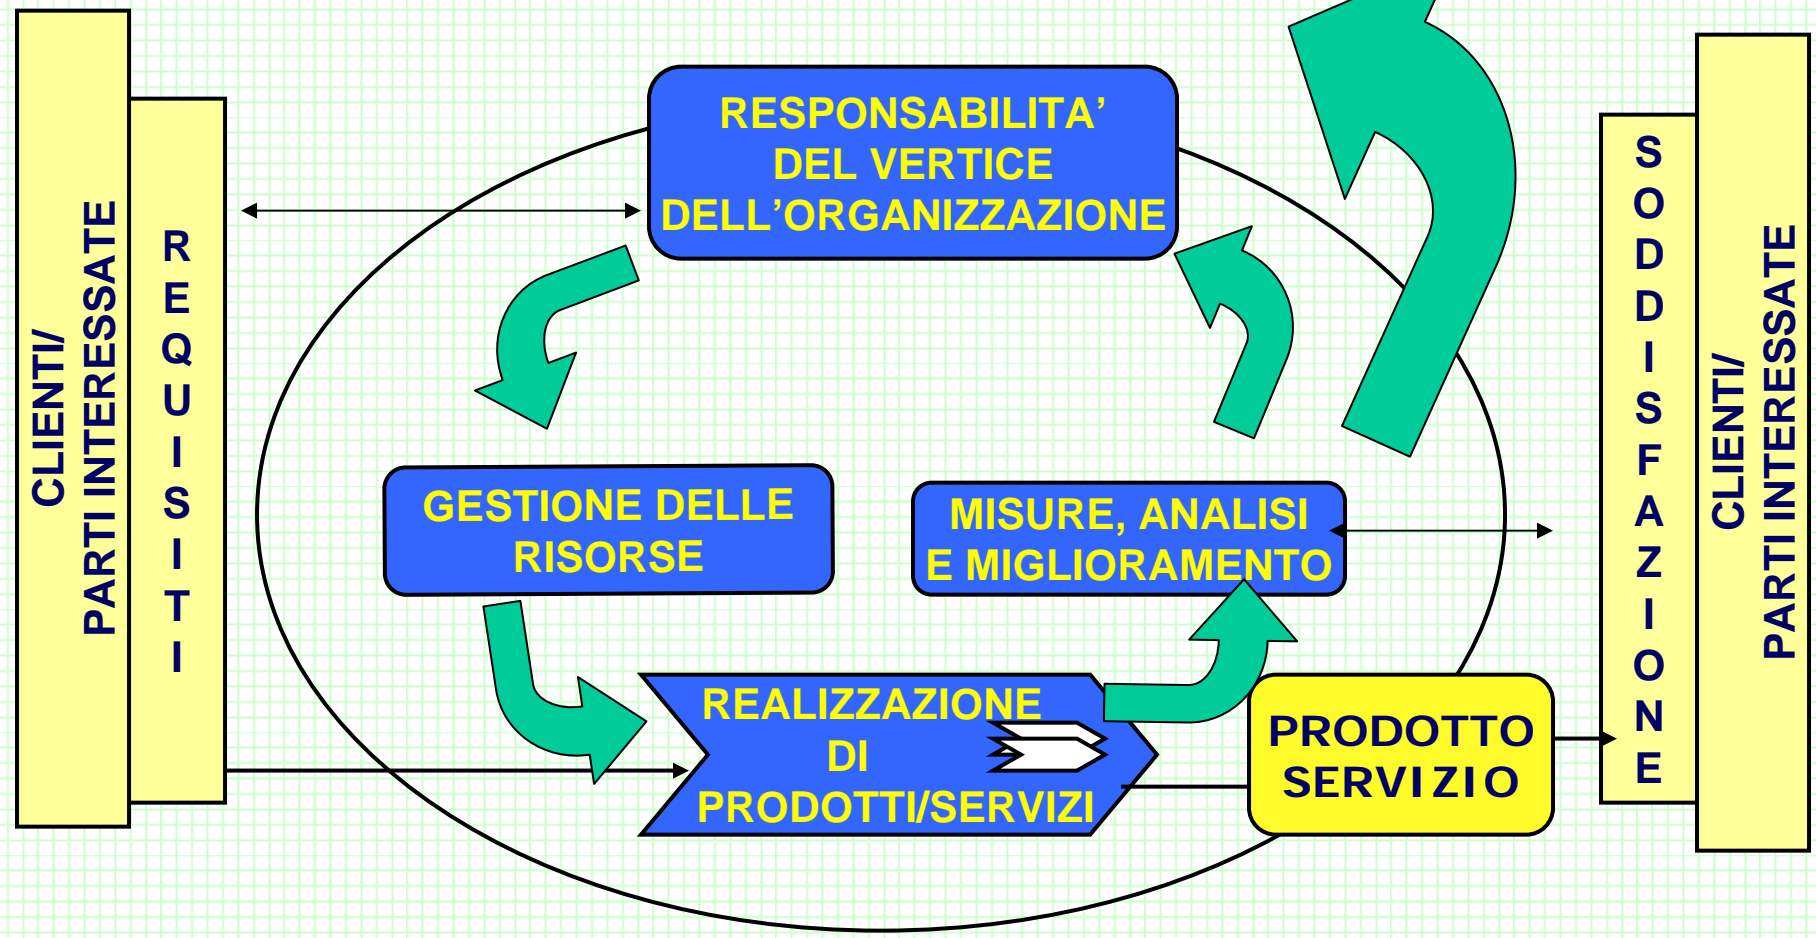 CLIENTI/
PARTI INTERESSATE
REQUISITI
RESPONSABILITA’
DEL VERTICE
DELL’ORGANIZZAZIONE
GESTIONE DELLE
RISORSE
MISURE, ANALISI
E MIGLIORAMENTO
REALIZZAZIONE
DI
PRODOTTI/SERVIZI
PRODOTTO
SERVIZIO
SODDISFAZIONE
CLIENTI/
PARTI INTERESSATE